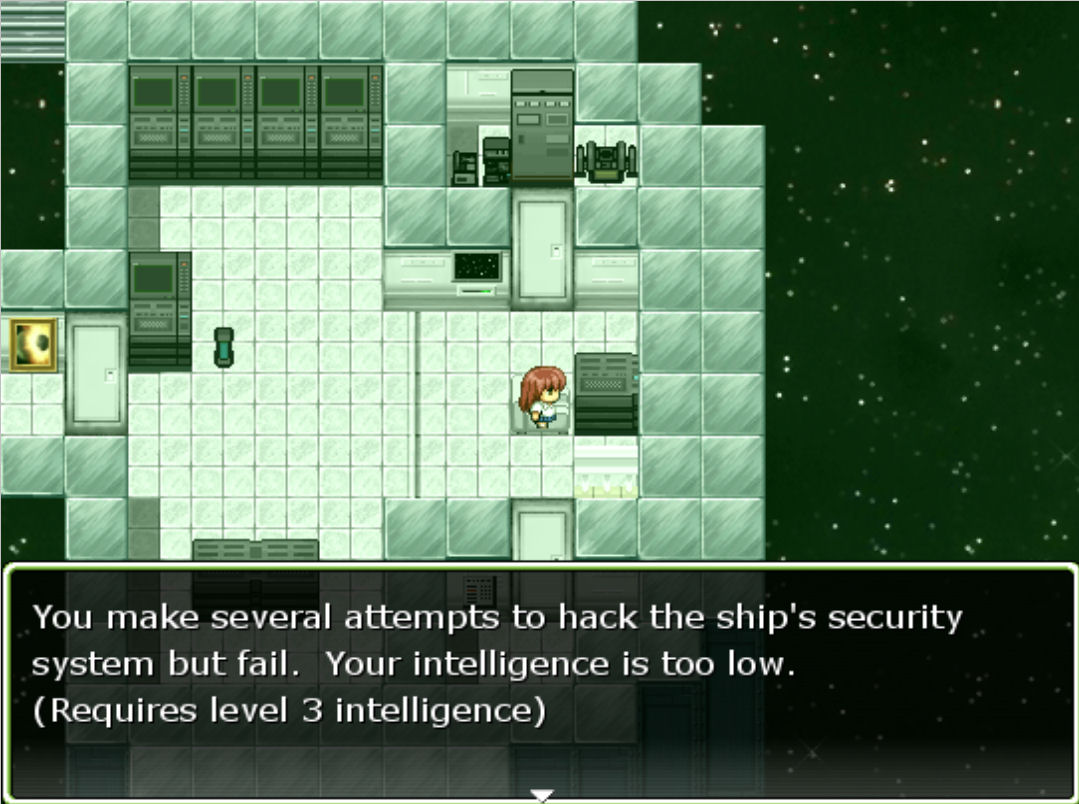 You make several attempts to hack the ship's security
system but fail.  Your intelligence is too low.
(Requires level 3 intelligence)